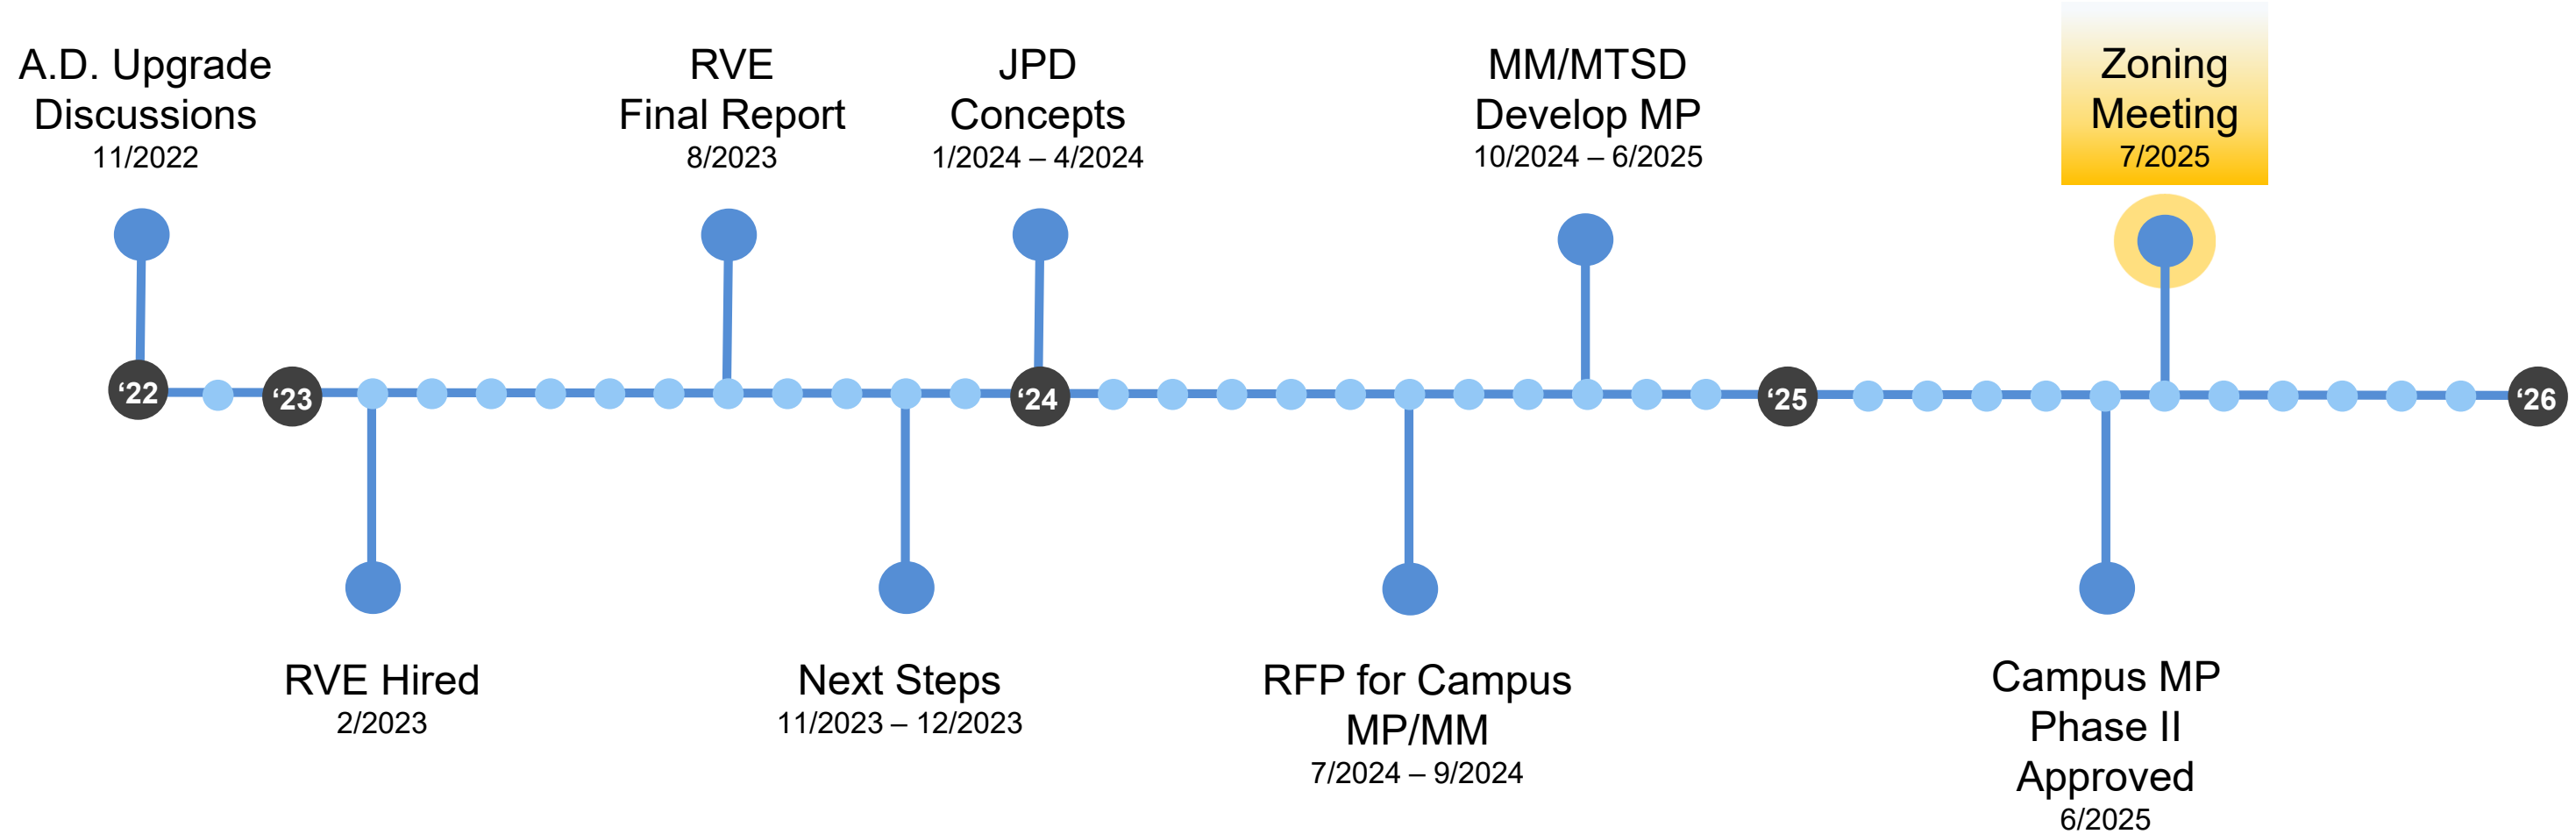 A.D. Upgrade
Discussions
11/2022
RVE
Final Report
8/2023
JPD
Concepts
1/2024 – 4/2024
MM/MTSD
Develop MP
10/2024 – 6/2025
Zoning
Meeting
7/2025
‘22
‘23
‘24
‘25
‘26
RVE Hired
2/2023
Next Steps
11/2023 – 12/2023
RFP for Campus
MP/MM
7/2024 – 9/2024
Campus MP
Phase II
Approved
6/2025